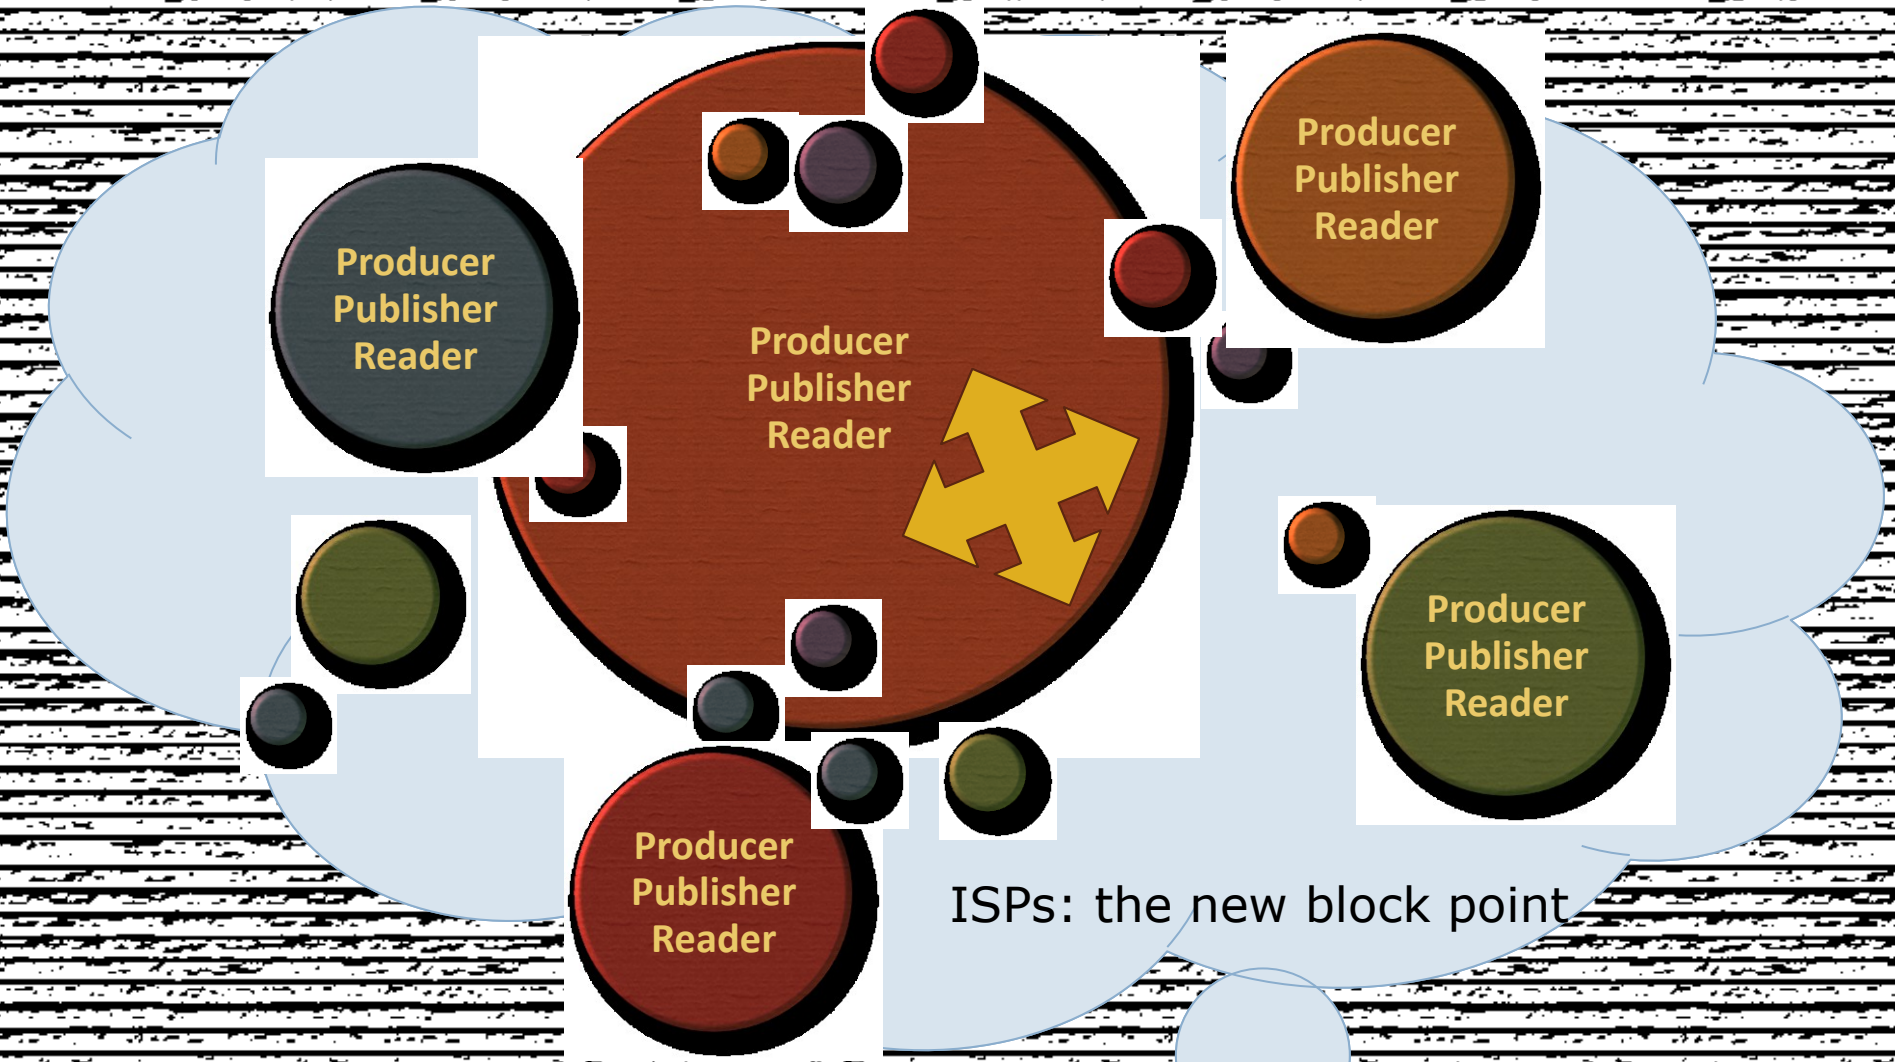 Producer
Publisher
Reader
Producer
Publisher
Reader
Producer
Publisher
Reader
Producer
Publisher
Reader
Producer
Publisher
Reader
ISPs: the new block point